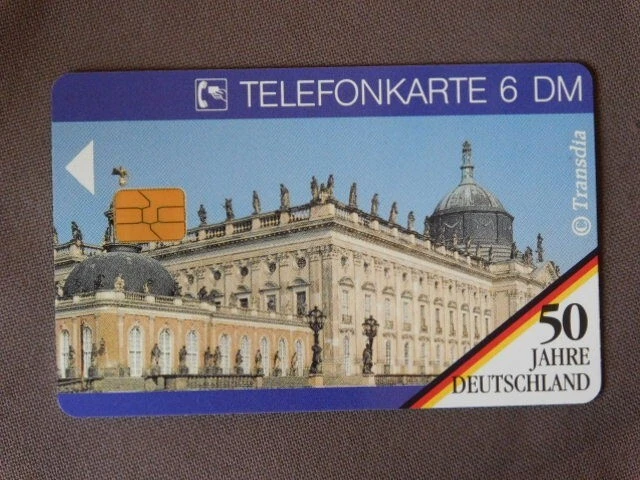 TELEFONKARTE 6 DM
© Transdia
50
JAHRE
DEUTSCHLAND